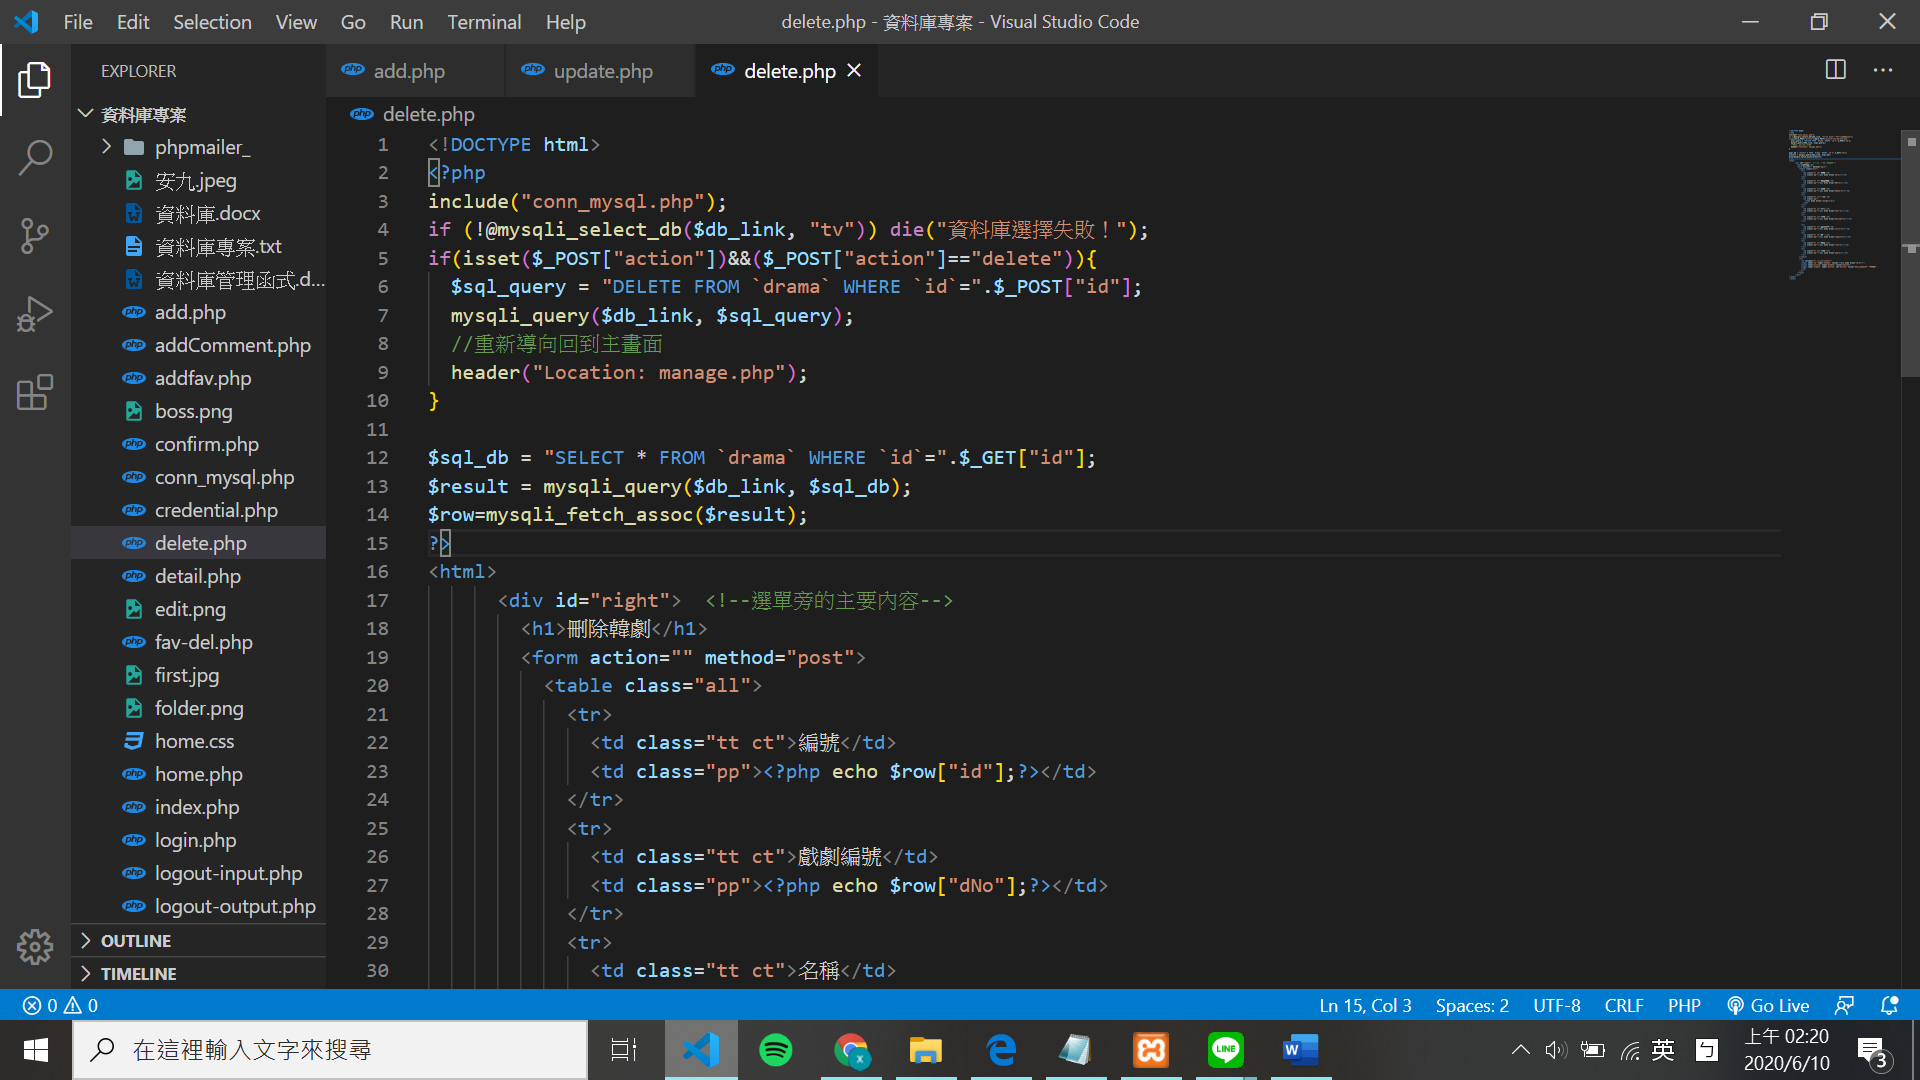 File Edit Selection View Go Run Terminal Help
delete.php - 資料庫專案 - Visual Studio Code
EXPLORER
資料庫專案
phpmailer_
安九.jpeg
資料庫.docx
資料庫專案.txt
資料庫管理函式.d...
add.php
addComment.php
addfav.php
boss.png
confirm.php
conn_mysql.php
credential.php
delete.php
detail.php
edit.png
fav-del.php
first.jpg
folder.png
home.css
home.php
index.php
login.php
logout-input.php
logout-output.php
OUTLINE
TIMELINE
add.php update.php delete.php
delete.php
1 <!DOCTYPE html>
2 <?php
3 include("conn_mysql.php");
4 if (!@mysqli_select_db($db_link, "tv")) die("資料庫選擇失敗！");
5 if(isset($_POST["action"])&&($_POST["action"]=="delete")){
6 $sql_query = "DELETE FROM `drama` WHERE `id`=".$_POST["id"];
7 mysqli_query($db_link, $sql_query);
8 //重新導向回到主畫面
9 header("Location: manage.php");
10 }
11
12 $sql_db = "SELECT * FROM `drama` WHERE `id`=".$_GET["id"];
13 $result = mysqli_query($db_link, $sql_db);
14 $row=mysqli_fetch_assoc($result);
15 ?>
16 <html>
17 <div id="right"> <!--選單旁的主要內容-->
18 <h1>刪除韓劇</h1>
19 <form action="" method="post">
20 <table class="all">
21 <tr>
22 <td class="tt ct">編號</td>
23 <td class="pp"><?php echo $row["id"];?></td>
24 </tr>
25 <tr>
26 <td class="tt ct">戲劇編號</td>
27 <td class="pp"><?php echo $row["dNo"];?></td>
28 </tr>
29 <tr>
30 <td class="tt ct">名稱</td>
0 0 Ln 15, Col 3 Spaces: 2 UTF-8 CRLF PHP Go Live
在這裡輸入文字來搜尋
LINE
W
英
ㄅ
上午 02:20
2020/6/10
3